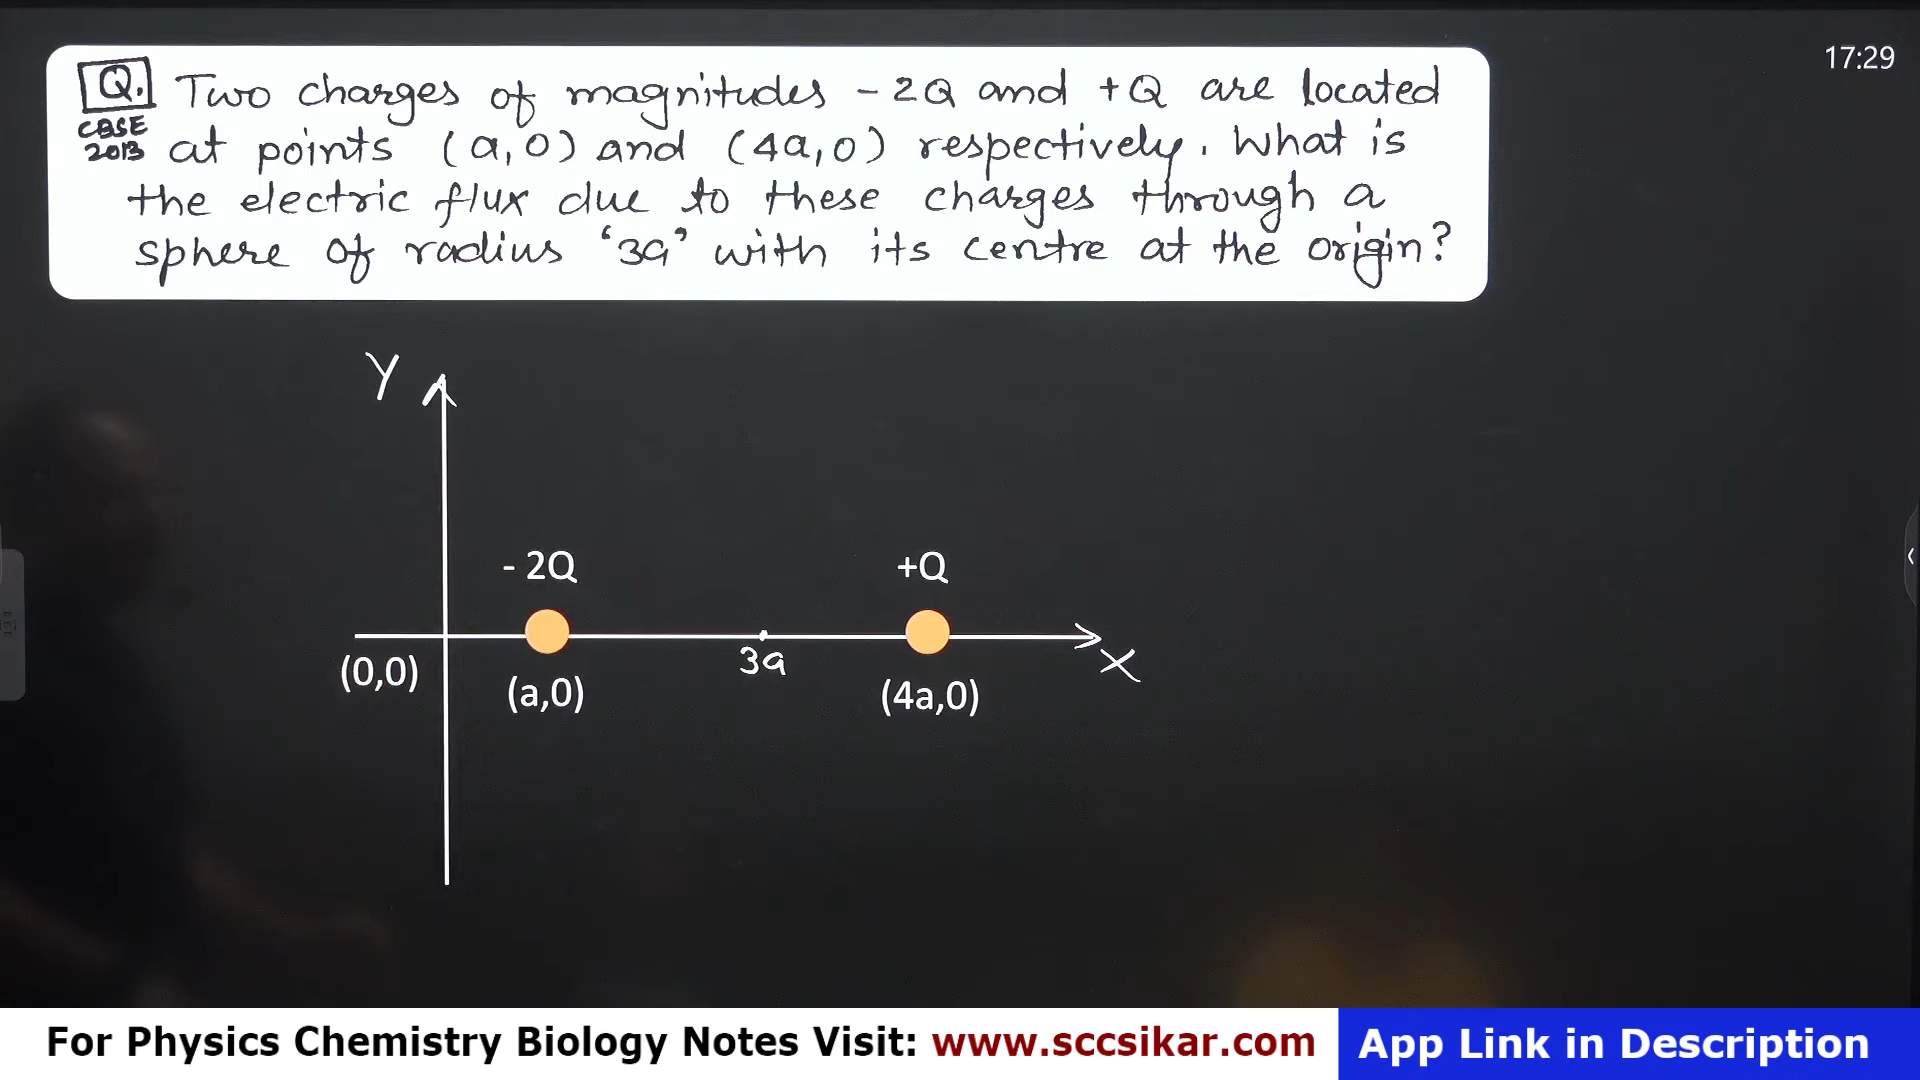 17:29
Q. Two charges of magnitudes -2Q and +Q are located
CBSE
2013
at points (a,0) and (4a,0) respectively. What is
the electric flux due to these charges through a
sphere of radius ‘3a’ with its centre at the origin?
Y
- 2Q +Q
3a
X
(0,0) (a,0) (4a,0)
For Physics Chemistry Biology Notes Visit: www.sccsikar.com App Link in Description